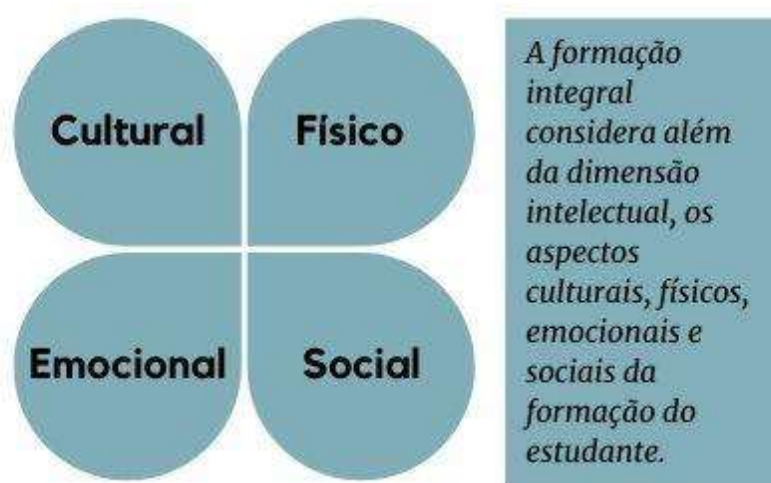 Cultural
Físico
Emocional
Social
A formação
integral
considera além
da dimensão
intelectual, os
aspectos
culturais, físicos,
emocionais e
sociais da
formação do
estudante.